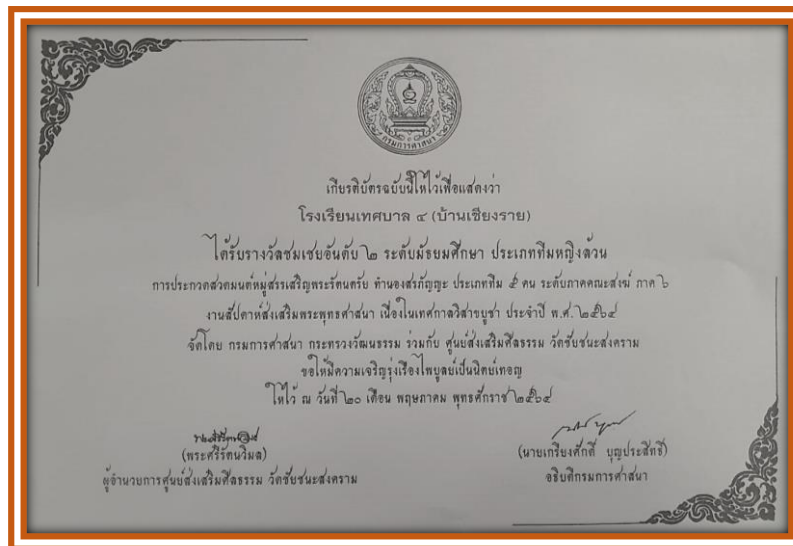 กรมการศาสนา
เกียรติบัตรฉบับนี้ให้ไว้เพื่อแสดงว่า
โรงเรียนเทศบาล ๔ (บ้านเชียงราย)
ได้รับรางวัลชมเชยอันดับ ๒ ระดับมัธยมศึกษา ประเภททีมหญิงล้วน
การประกวดสวดมนต์หมู่สรรเสริญพระรัตนตรัย ทำนองสรภัญญะ ประเภททีม ๕ คน ระดับภาคคณะสงฆ์ ภาค ๖
งานสัปดาห์ส่งเสริมพระพุทธศาสนา เนื่องในเทศกาลวิสาขบูชา ประจำปี พ.ศ. ๒๕๖๔
จัดโดย กรมการศาสนา กระทรวงวัฒนธรรม ร่วมกับ ศูนย์ส่งเสริมศีลธรรม วัดชัยชนะสงคราม
ขอให้มีความเจริญรุ่งเรืองไพบูลย์เป็นนิตย์เทอญ
ให้ไว้ ณ วันที่ ๒๐ เดือน พฤษภาคม พุทธศักราช ๒๕๖๔
(พระศรีรัตนวิมล)
ผู้อำนวยการศูนย์ส่งเสริมศีลธรรม วัดชัยชนะสงคราม
(นายเกรียงศักดิ์ บุญประสิทธิ์)
อธิบดีกรมการศาสนา